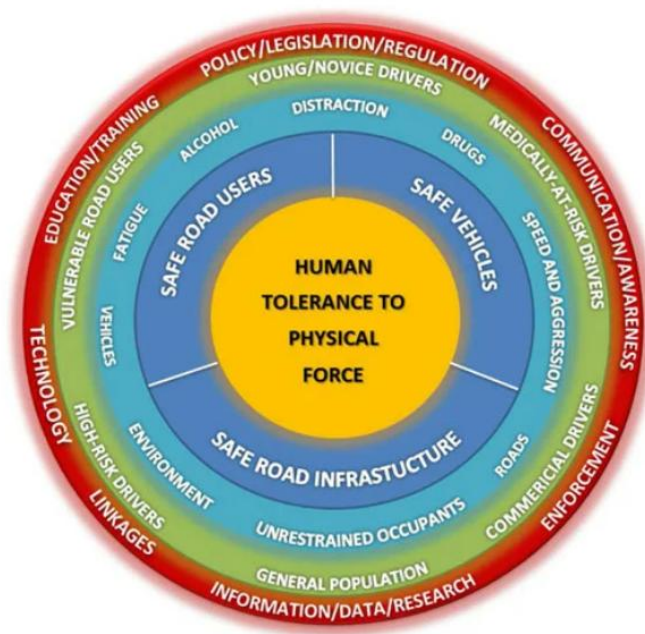 POLICY/LEGISLATION/REGULATION
COMMUNICATION/AWARENESS
ENFORCEMENT
INFORMATION/DATA/RESEARCH
LINKAGES
TECHNOLOGY
EDUCATION/TRAINING
YOUNG/NOVICE DRIVERS
MEDICALLY-AT-RISK DRIVERS
COMMERICIAL DRIVERS
GENERAL POPULATION
HIGH-RISK DRIVERS
VULNERABLE ROAD USERS
DISTRACTION
DRUGS
SPEED AND AGGRESSION
ROADS
UNRESTRAINED OCCUPANTS
ENVIRONMENT
VEHICLES
FATIGUE
ALCOHOL
SAFE ROAD USERS
SAFE VEHICLES
SAFE ROAD INFRASTUCTURE
HUMAN
TOLERANCE TO
PHYSICAL
FORCE